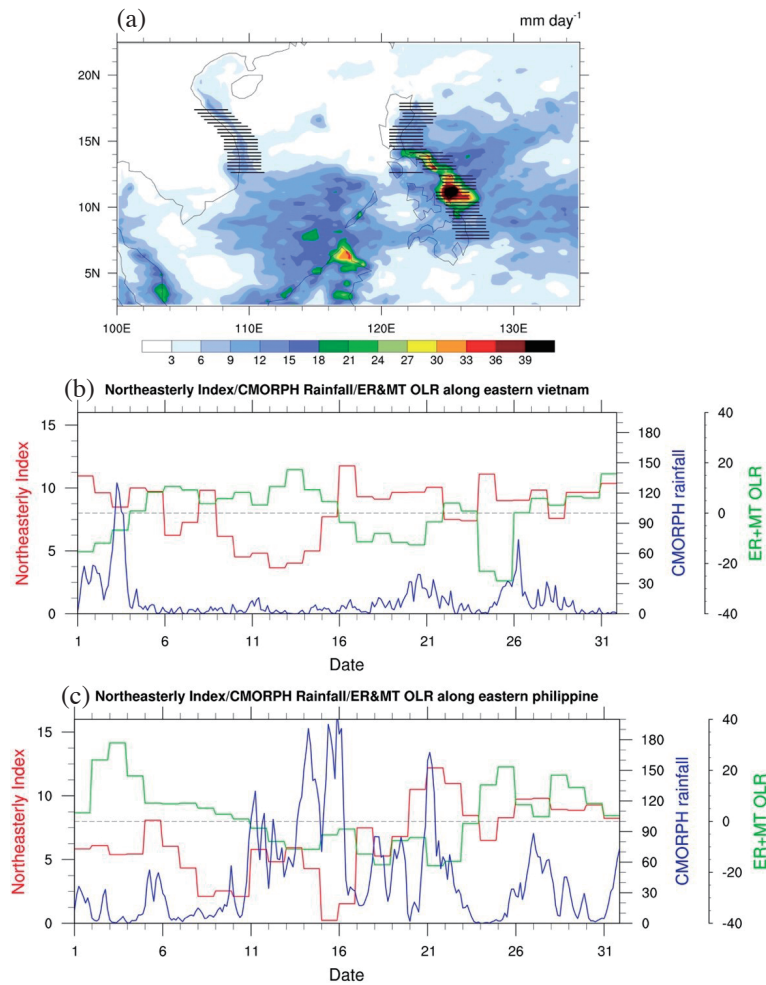 (a)
mm day-1
20N
15N
10N
5N
100E 110E 120E 130E
3 6 9 12 15 18 21 24 27 30 33 36 39
(b)
Northeasterly Index/CMORPH Rainfall/ER&MT OLR along eastern vietnam
Northeasterly Index
15
10
5
0
CMORPH rainfall
180
150
120
90
60
30
0
ER+MT OLR
40
20
0
-20
-40
1 6 11 16 21 26 31
Date
(c)
Northeasterly Index/CMORPH Rainfall/ER&MT OLR along eastern philippine
Northeasterly Index
15
10
5
0
CMORPH rainfall
180
150
120
90
60
30
0
ER+MT OLR
40
20
0
-20
-40
1 6 11 16 21 26 31
Date